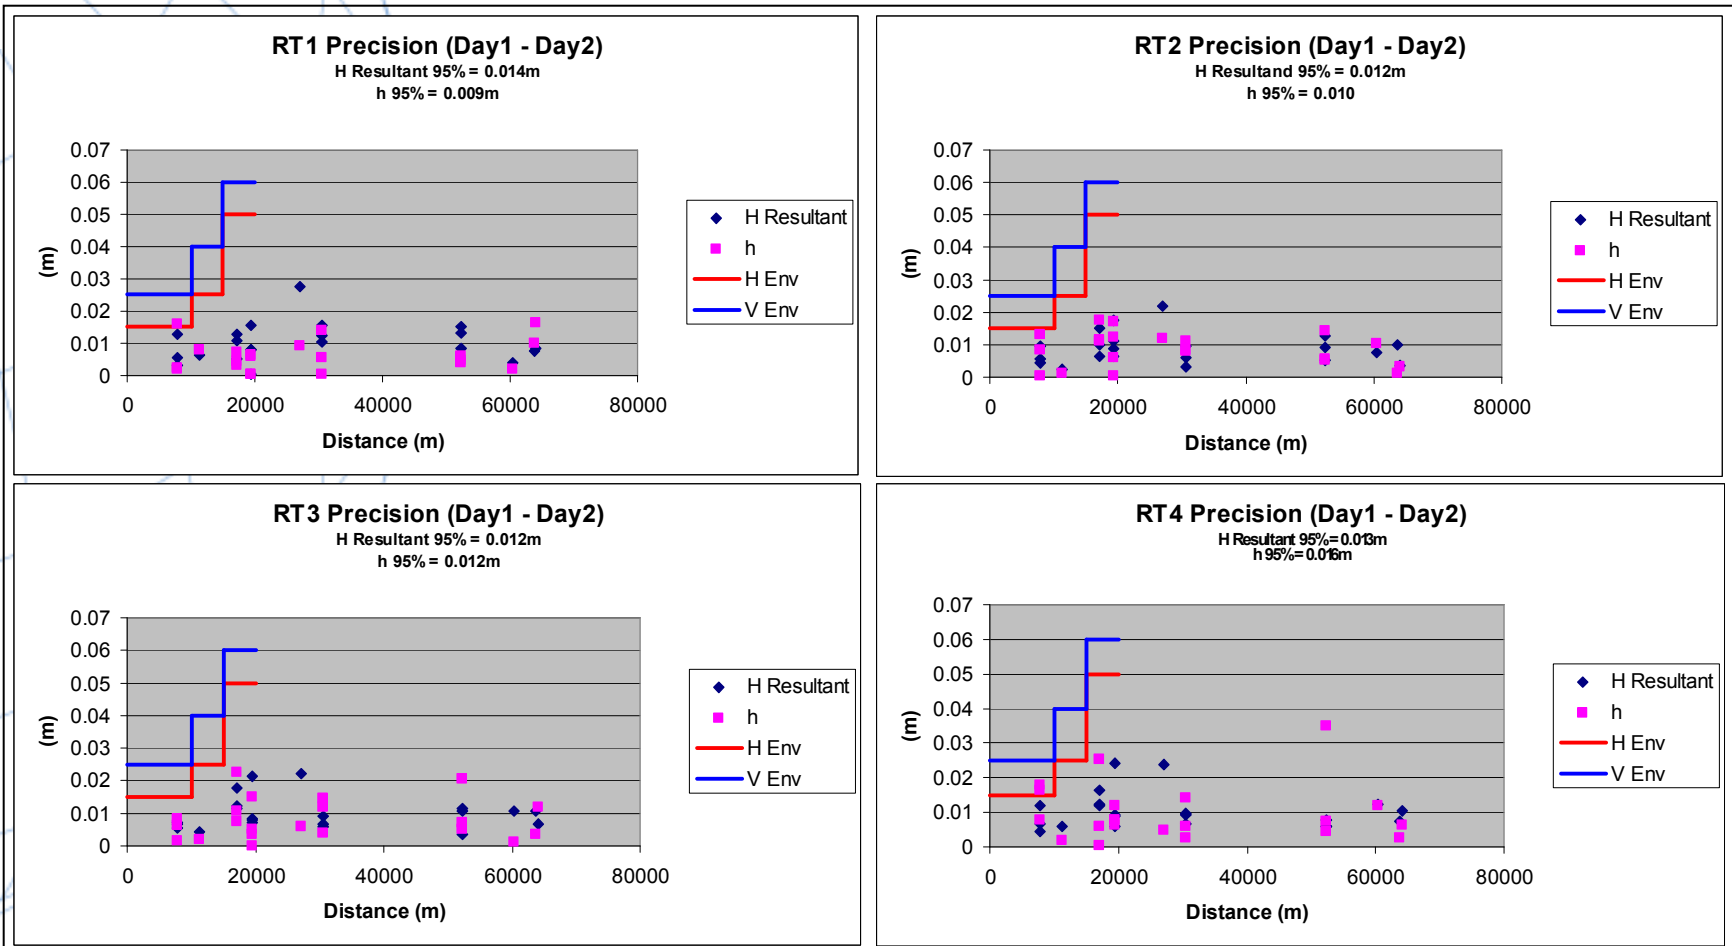 RT1 Precision (Day1 - Day2)
H Resultant 95% = 0.014m
h 95% = 0.009m
0.07
0.06
0.05
0.04
0.03
0.02
0.01
0
(m)
0 20000 40000 60000 80000
Distance (m)
H Resultant
h
H Env
V Env
RT2 Precision (Day1 - Day2)
H Resultand 95% = 0.012m
h 95% = 0.010
0.07
0.06
0.05
0.04
0.03
0.02
0.01
0
(m)
0 20000 40000 60000 80000
Distance (m)
H Resultant
h
H Env
V Env
RT3 Precision (Day1 - Day2)
H Resultant 95% = 0.012m
h 95% = 0.012m
0.07
0.06
0.05
0.04
0.03
0.02
0.01
0
(m)
0 20000 40000 60000 80000
Distance (m)
H Resultant
h
H Env
V Env
RT4 Precision (Day1 - Day2)
H Resultant 95%=0.013m
h 95%=0.016m
0.07
0.06
0.05
0.04
0.03
0.02
0.01
0
(m)
0 20000 40000 60000 80000
Distance (m)
H Resultant
h
H Env
V Env